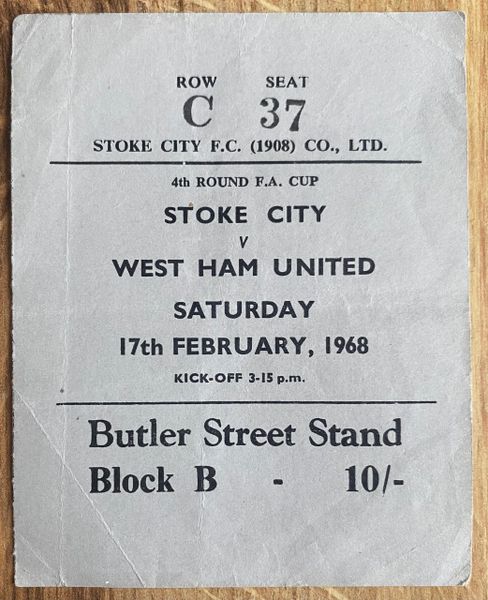 ROW SEAT
C 37
STOKE CITY F.C. (1908) CO., LTD.
4th ROUND F.A. CUP
STOKE CITY
v
WEST HAM UNITED
SATURDAY
17th FEBRUARY, 1968
KICK-OFF 3-15 p.m.
Butler Street Stand
Block B - 10/-